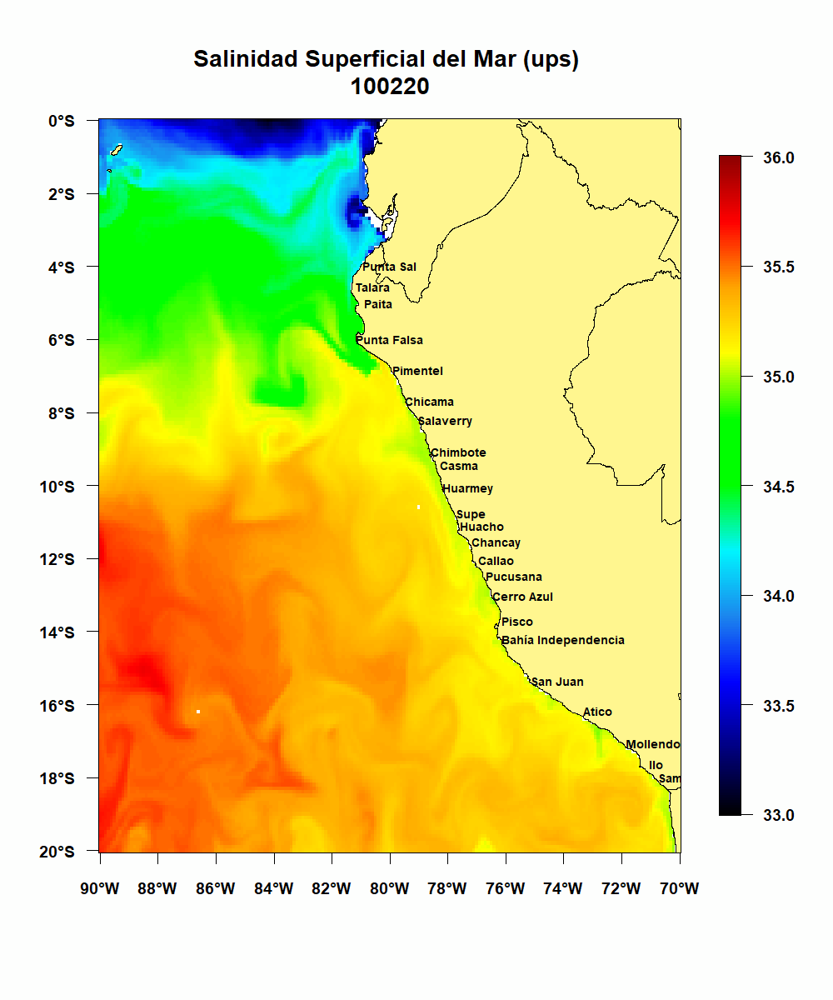 Salinidad Superficial del Mar (ups)
100220
0°S
2°S
4°S
6°S
8°S
10°S
12°S
14°S
16°S
18°S
20°S
Punta Sal
Talara
Paita
Punta Falsa
Pimentel
Chicama
Salaverry
Chimbote
Casma
Huarmey
Supe
Huacho
Chancay
Callao
Pucusana
Cerro Azul
Pisco
Bahía Independencia
San Juan
Atico
Mollendo
Ilo
Sam
36.0
35.5
35.0
34.5
34.0
33.5
33.0
90°W 88°W 86°W 84°W 82°W 80°W 78°W 76°W 74°W 72°W 70°W